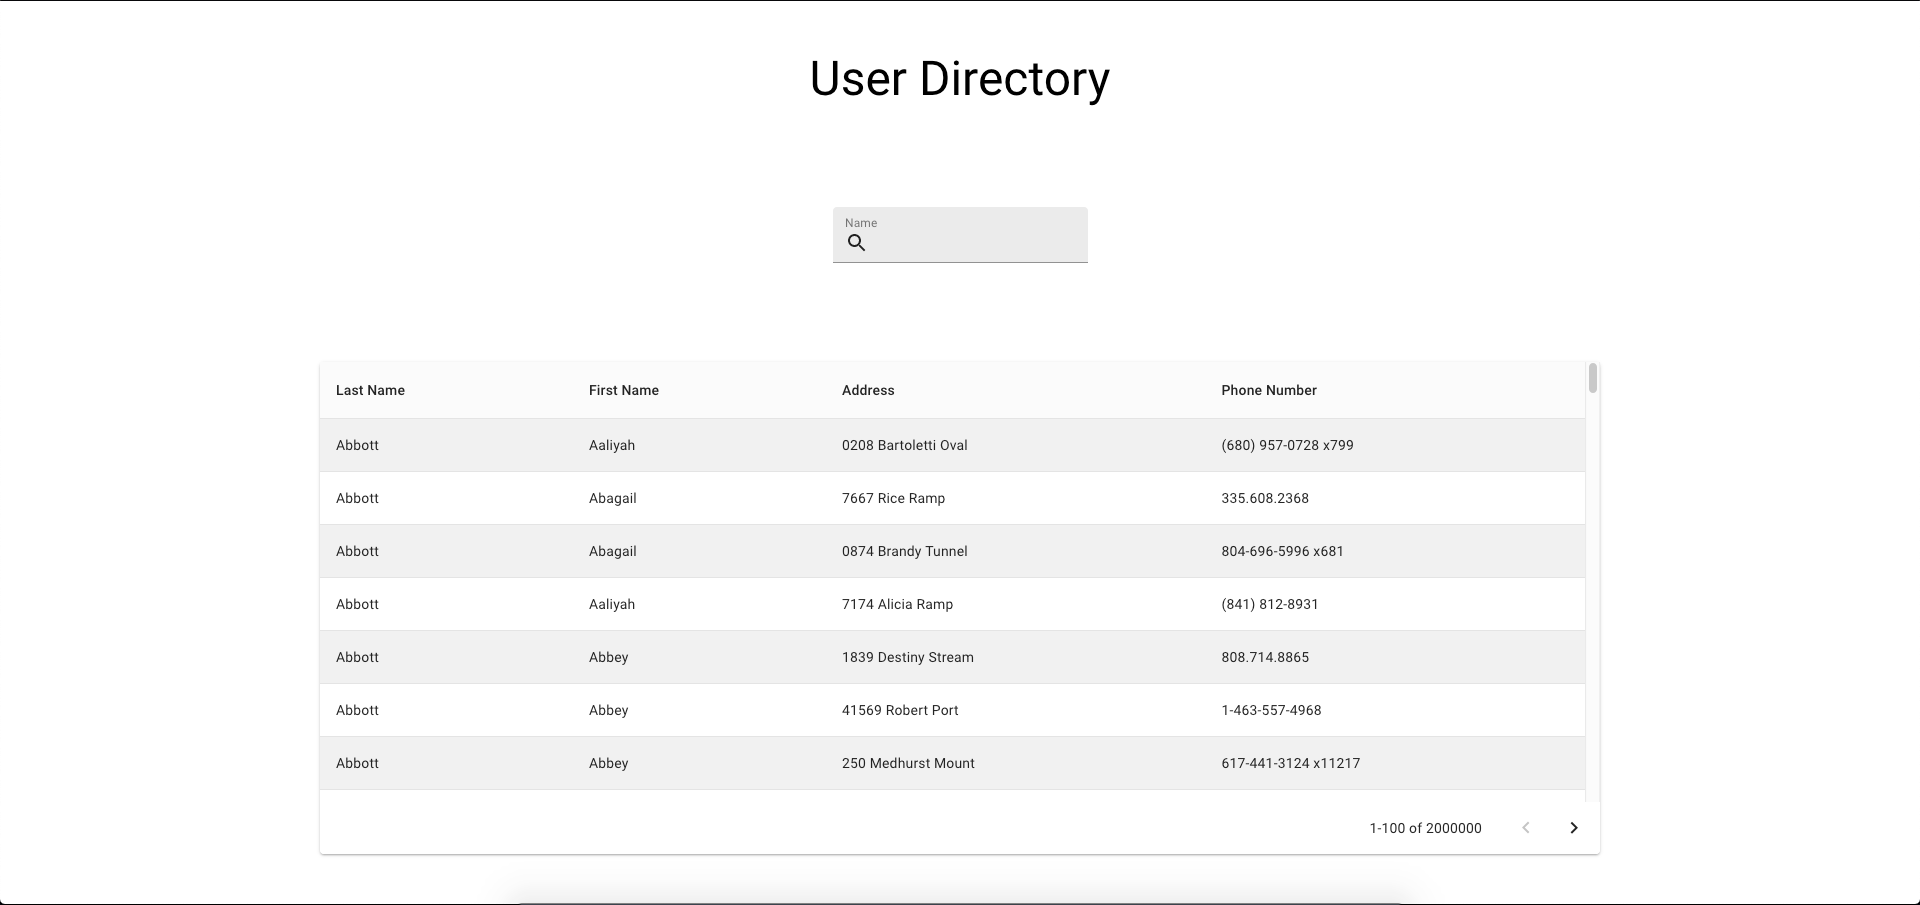 User Directory
Name
Last Name First Name Address Phone Number
Abbott Aaliyah 0208 Bartoletti Oval (680) 957-0728 x799
Abbott Abagail 7667 Rice Ramp 335.608.2368
Abbott Abagail 0874 Brandy Tunnel 804-696-5996 x681
Abbott Aaliyah 7174 Alicia Ramp (841) 812-8931
Abbott Abbey 1839 Destiny Stream 808.714.8865
Abbott Abbey 41569 Robert Port 1-463-557-4968
Abbott Abbey 250 Medhurst Mount 617-441-3124 x11217
1-100 of 2000000